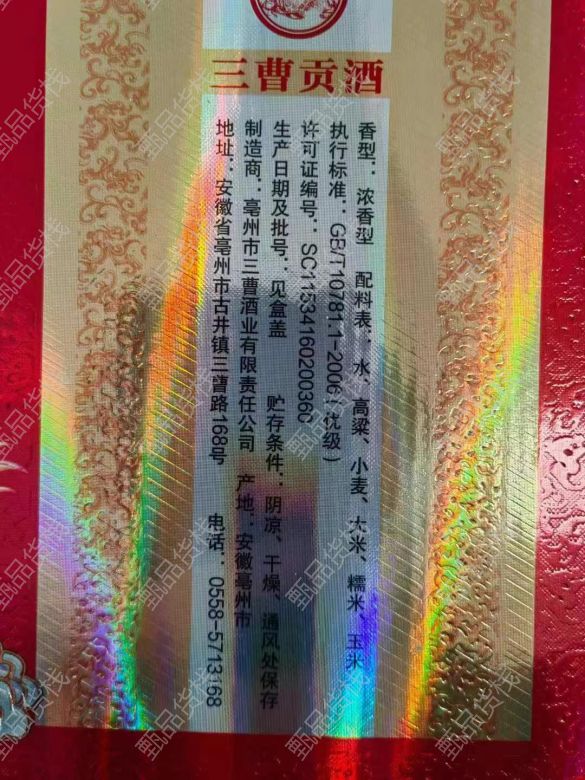 三曹贡酒
香型：浓香型 配料表：水、高粱、小麦、大米、糯米、玉米
执行标准：GB/T10781.1-2006（优级）
许可证编号：SC11534160200360
生产日期及批号：见盒盖 贮存条件：阴凉、干燥、通风处保存
制造商：亳州市三曹酒业有限责任公司 产地：安徽亳州市
地址：安徽省亳州市古井镇三曹路168号 电话：0558-5713168
甄品货栈